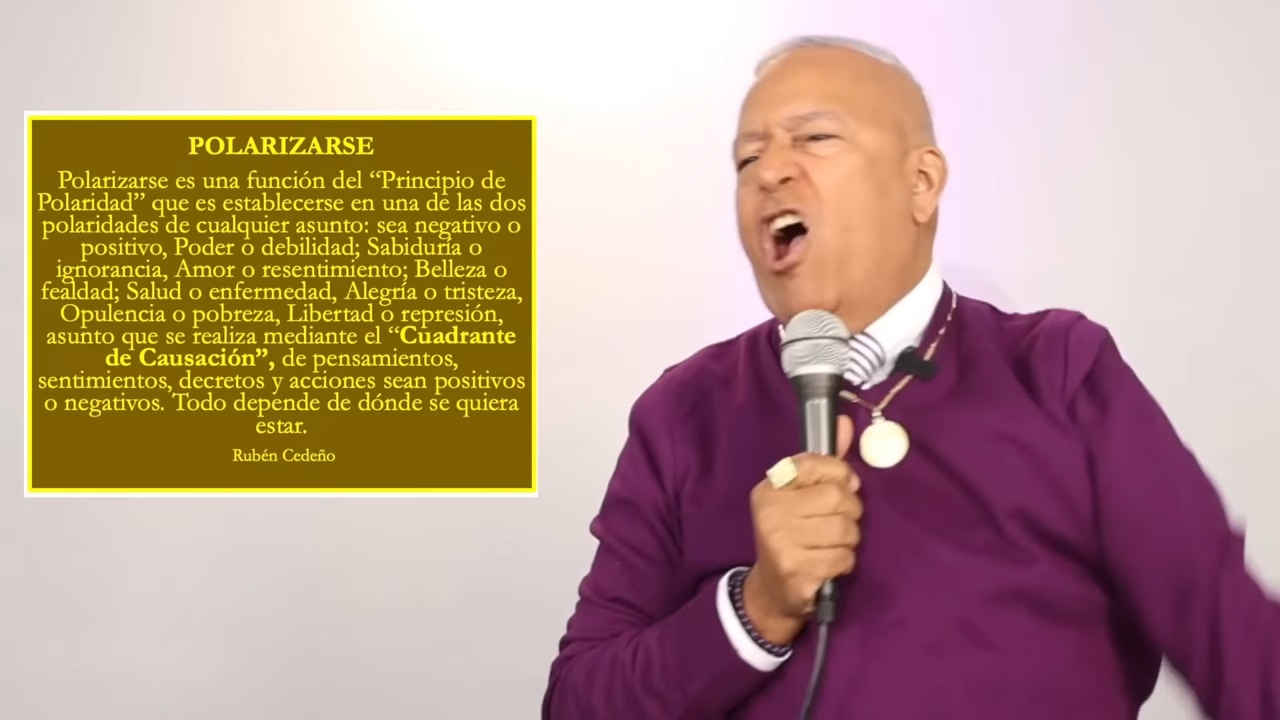 POLARIZARSE
Polarizarse es una función del “Principio de
Polaridad” que es establecerse en una de las dos
polaridades de cualquier asunto: sea negativo o
positivo, Poder o debilidad; Sabiduría o
ignorancia, Amor o resentimiento; Belleza o
fealdad; Salud o enfermedad, Alegría o tristeza,
Opulencia o pobreza, Libertad o represión,
asunto que se realiza mediante el “Cuadrante
de Causación”, de pensamientos,
sentimientos, decretos y acciones sean positivos
o negativos. Todo depende de dónde se quiera
estar.
Rubén Cedeño